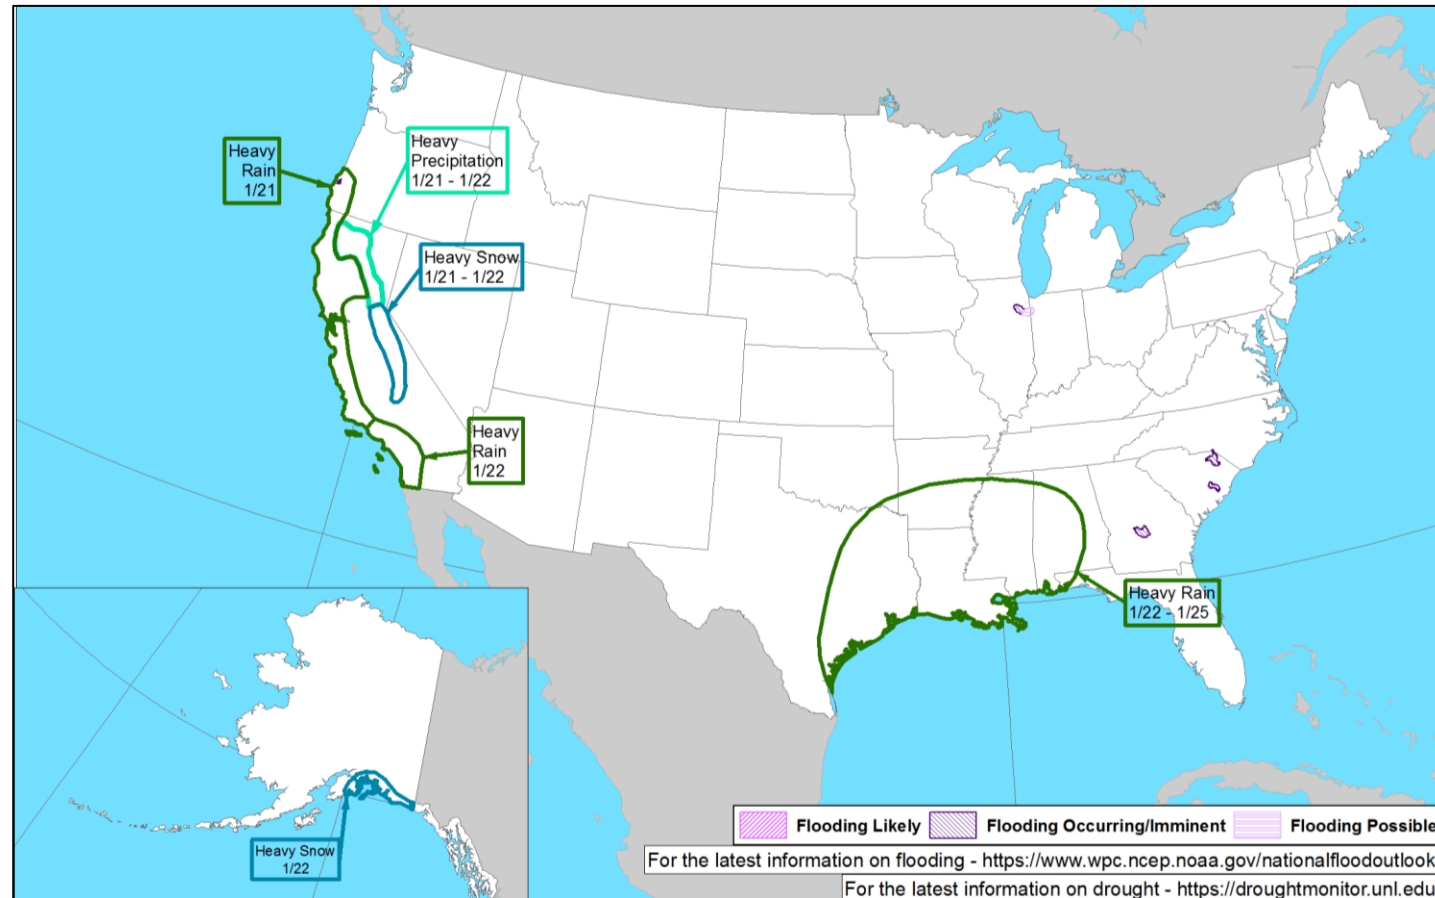 Heavy
Rain
1/21
Heavy
Precipitation
1/21 - 1/22
Heavy Snow
1/21 - 1/22
Heavy
Rain
1/22
Heavy Rain
1/22 - 1/25
Heavy Snow
1/22
Flooding Likely
Flooding Occurring/Imminent
Flooding Possible
For the latest information on flooding - https://www.wpc.ncep.noaa.gov/nationalfloodoutlook
For the latest information on drought - https://droughtmonitor.unl.edu